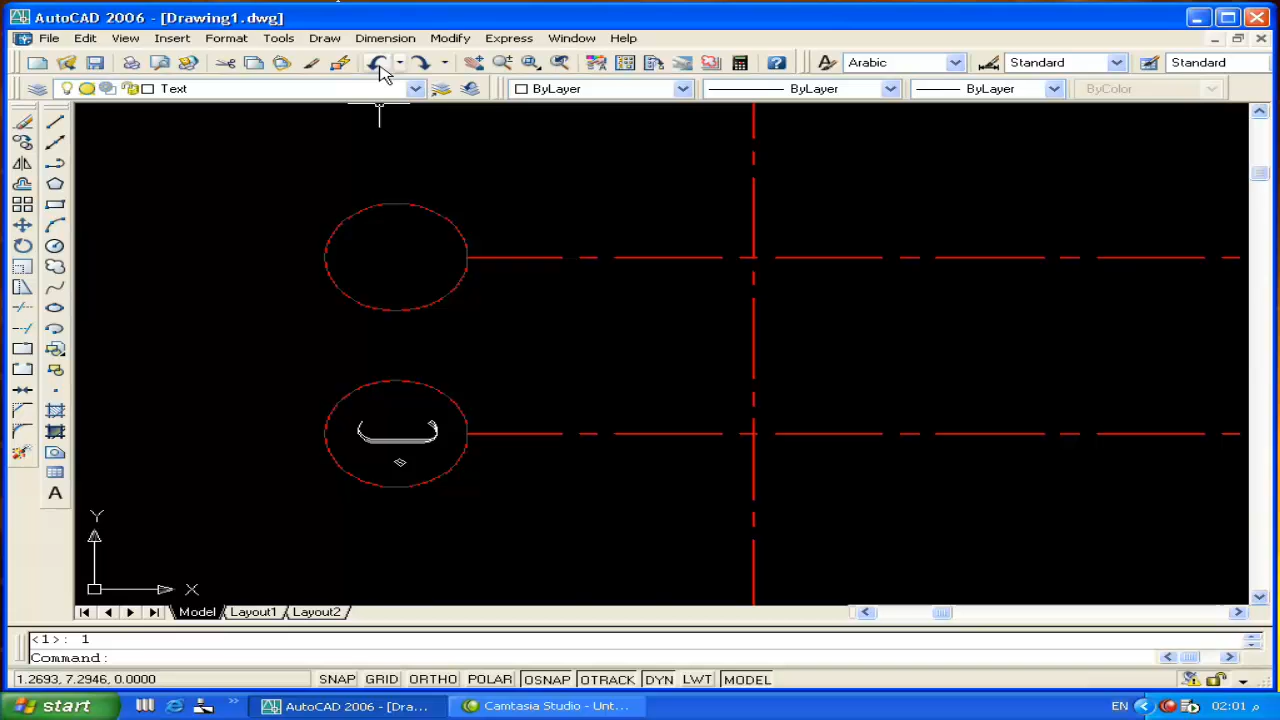 AutoCAD 2006 - [Drawing1.dwg]
File Edit View Insert Format Tools Draw Dimension Modify Express Window Help
Arabic Standard Standard
Text ByLayer ByLayer ByLayer ByColor
ب
A
Y
X
Model Layout1 Layout2
<1>: 1
Command:
1.2693, 7.2946, 0.0000 SNAP GRID ORTHO POLAR OSNAP OTRACK DYN LWT MODEL
start AutoCAD 2006 - [Dra... Camtasia Studio - Unt... EN 02:01 م